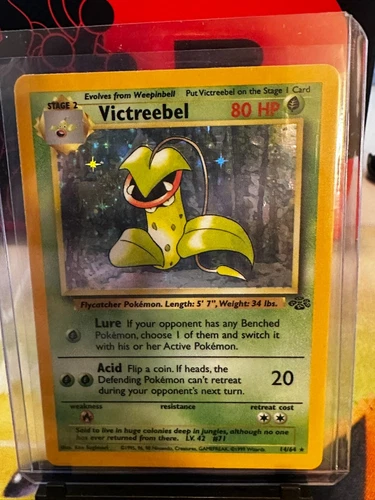 Evolves from Weepinbell Put Victreebel on the Stage 1 Card
STAGE 2
Victreebel 80 HP
Flycatcher Pokémon. Length: 5' 7", Weight: 34 lbs.
Lure If your opponent has any Benched
Pokémon, choose 1 of them and switch it
with his or her Active Pokémon.
Acid Flip a coin. If heads, the
Defending Pokémon can't retreat 20
during your opponent's next turn.
weakness resistance retreat cost
Said to live in huge colonies deep in jungles, although no one
has ever returned from there. LV. 42 #71
Illus. Ken Sugimori 14/64 ★